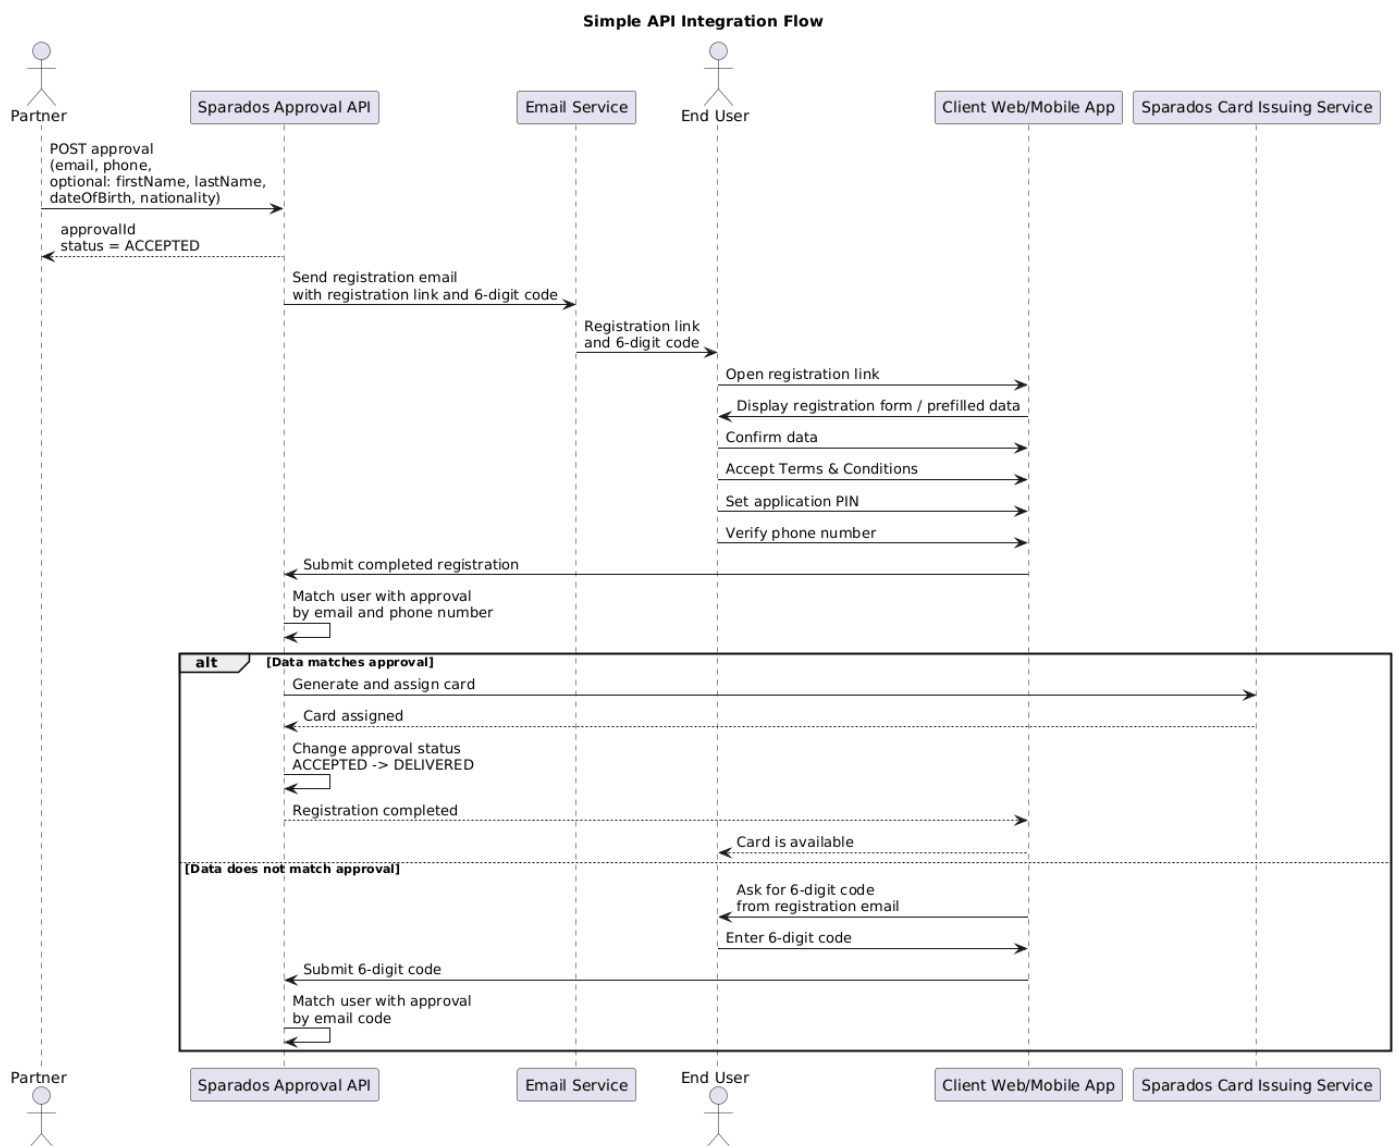 Simple API Integration Flow
Partner
Sparados Approval API
Email Service
End User
Client Web/Mobile App
Sparados Card Issuing Service
POST approval
(email, phone,
optional: firstName, lastName,
dateOfBirth, nationality)
approvalId
status = ACCEPTED
Send registration email
with registration link and 6-digit code
Registration link
and 6-digit code
Open registration link
Display registration form / prefilled data
Confirm data
Accept Terms & Conditions
Set application PIN
Verify phone number
Submit completed registration
Match user with approval
by email and phone number
alt
[Data matches approval]
Generate and assign card
Card assigned
Change approval status
ACCEPTED -> DELIVERED
Registration completed
Card is available
[Data does not match approval]
Ask for 6-digit code
from registration email
Enter 6-digit code
Submit 6-digit code
Match user with approval
by email code
Partner
Sparados Approval API
Email Service
End User
Client Web/Mobile App
Sparados Card Issuing Service